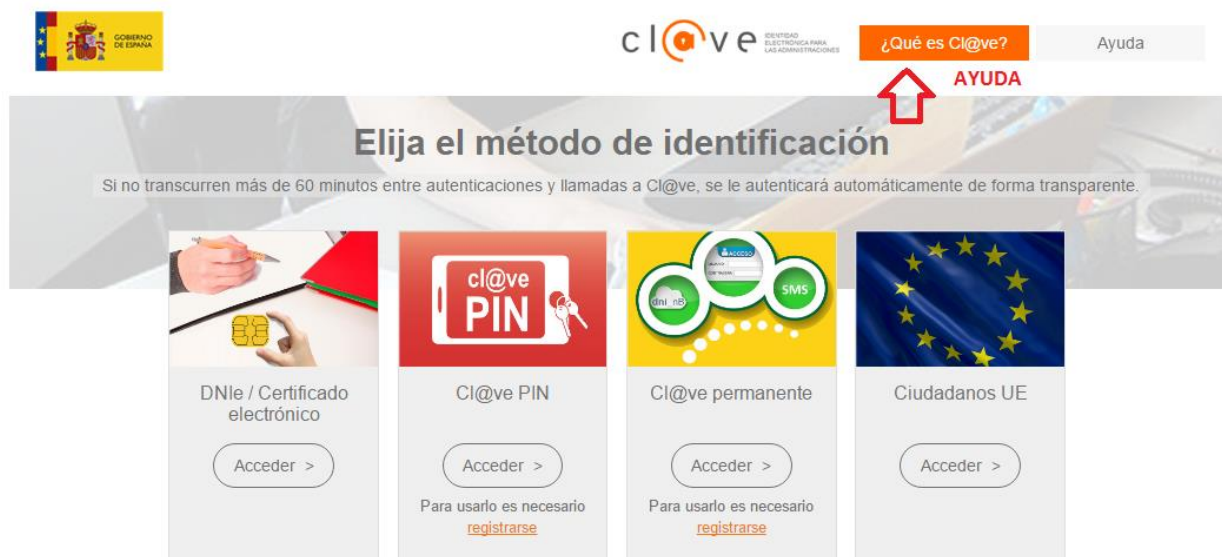 GOBIERNO
DE ESPAÑA
cl@ve
IDENTIDAD
ELECTRÓNICA PARA
LAS ADMINISTRACIONES
¿Qué es Cl@ve?
Ayuda
AYUDA
Elija el método de identificación
Si no transcurren más de 60 minutos entre autenticaciones y llamadas a Cl@ve, se le autenticará automáticamente de forma transparente.
cl@ve
PIN
ACCESO
dni nB
SMS
DNIe / Certificado
electrónico
Acceder >
Cl@ve PIN
Acceder >
Para usarlo es necesario
registrarse
Cl@ve permanente
Acceder >
Para usarlo es necesario
registrarse
Ciudadanos UE
Acceder >